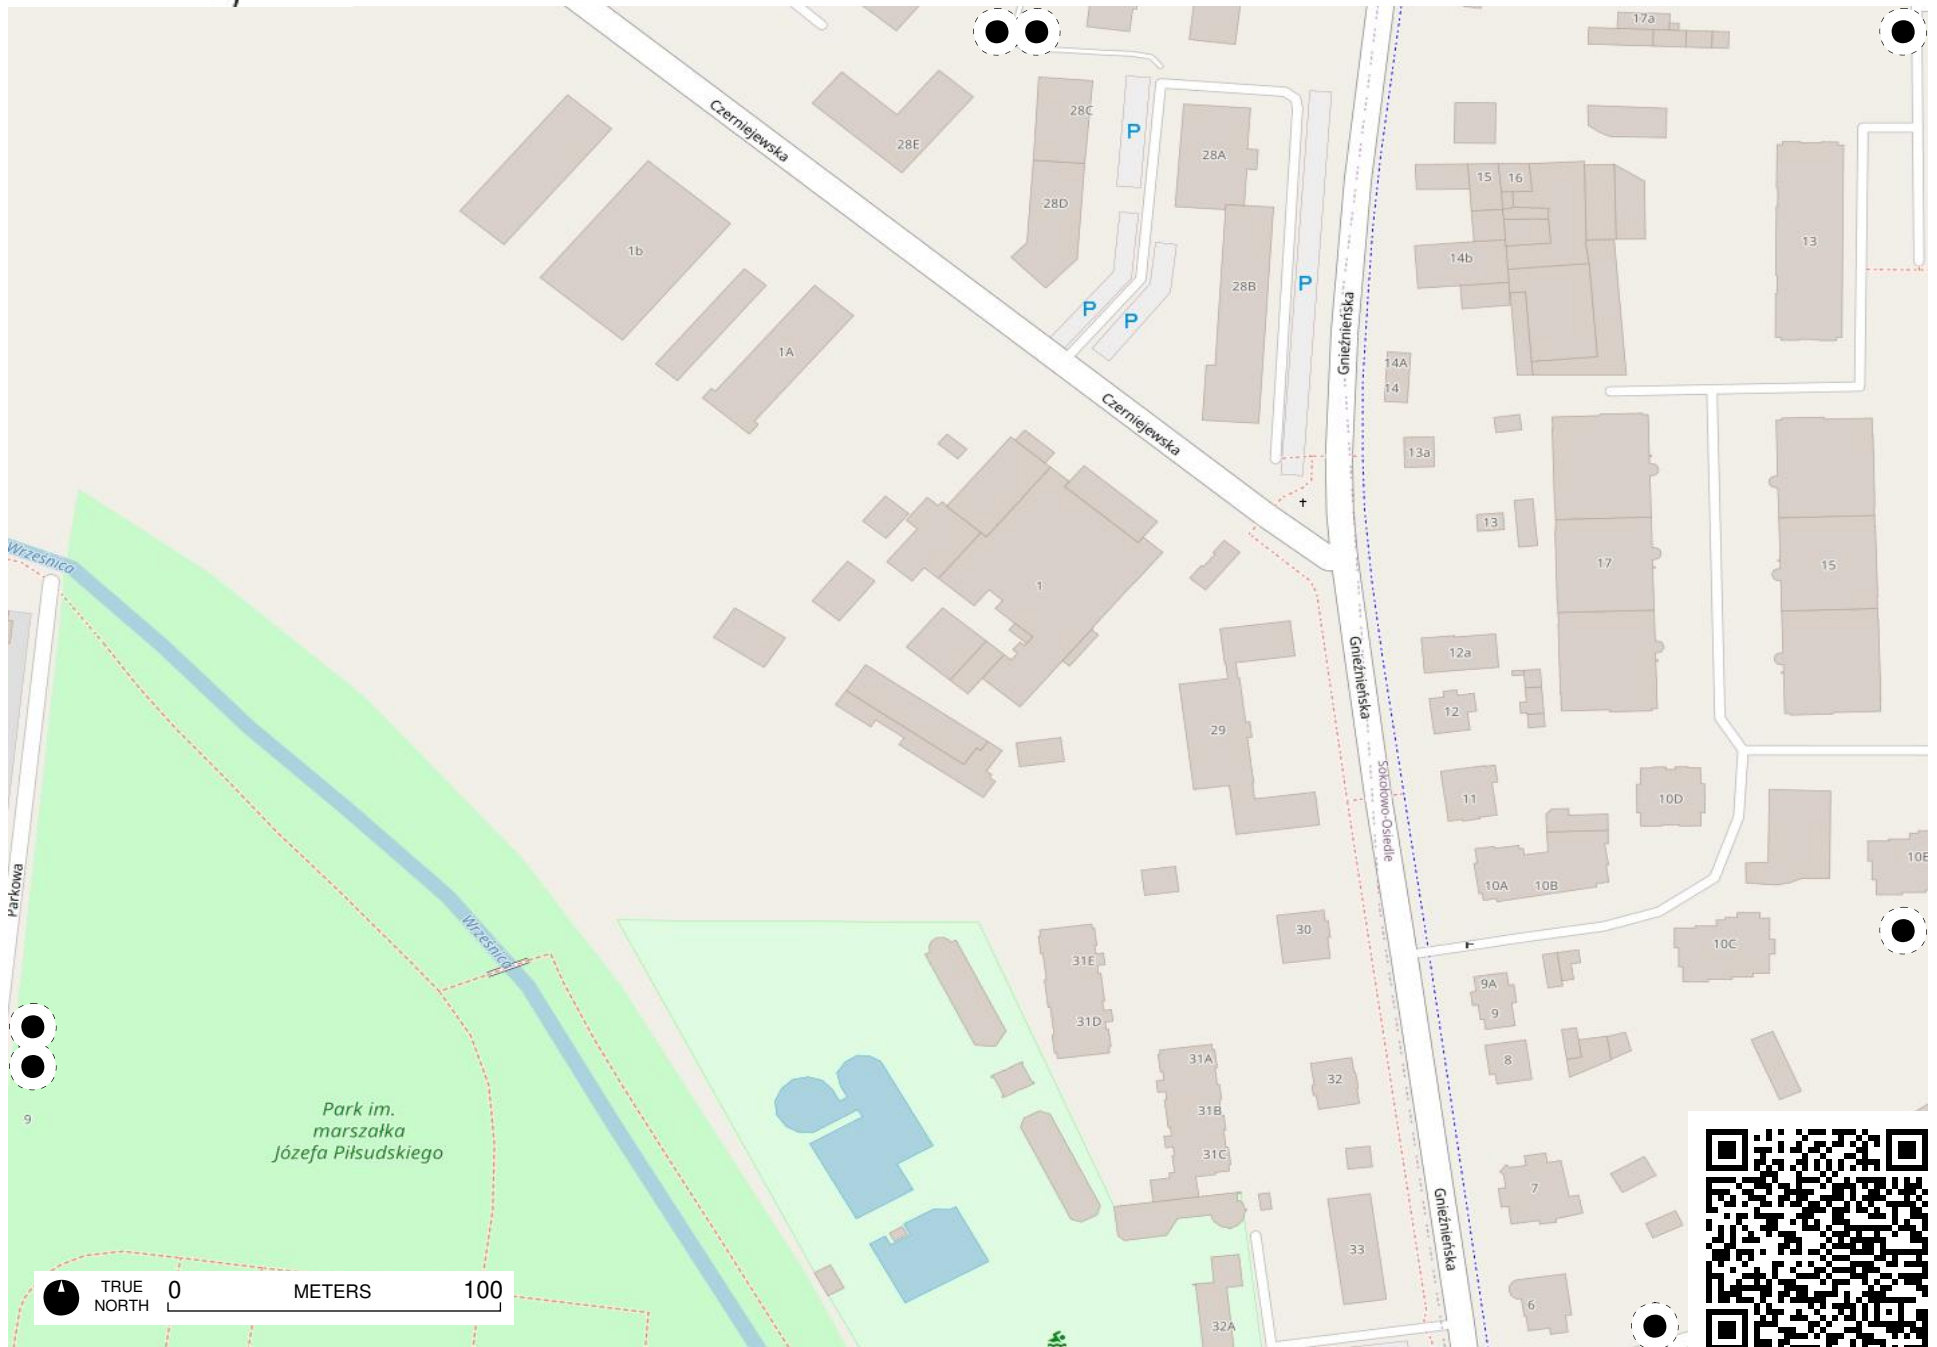 17a
Czerniejewska
28C
P
28E
28A
15
16
28D
13
1b
14b
28B
P
P
P
Gnieźnieńska
1A
14A
14
Czerniejewska
13a
13
Wrześnica
17
15
1
12a
Gnieźnieńska
12
29
Sokołowo-Osiedle
11
10D
10E
10A
10B
Parkowa
Wrześnica
30
10C
31E
9A
9
31D
31A
8
32
9
Park im.
marszałka
Józefa Piłsudskiego
31B
31C
7
Gnieźnieńska
33
TRUE
NORTH
0
METERS
100
6
32A